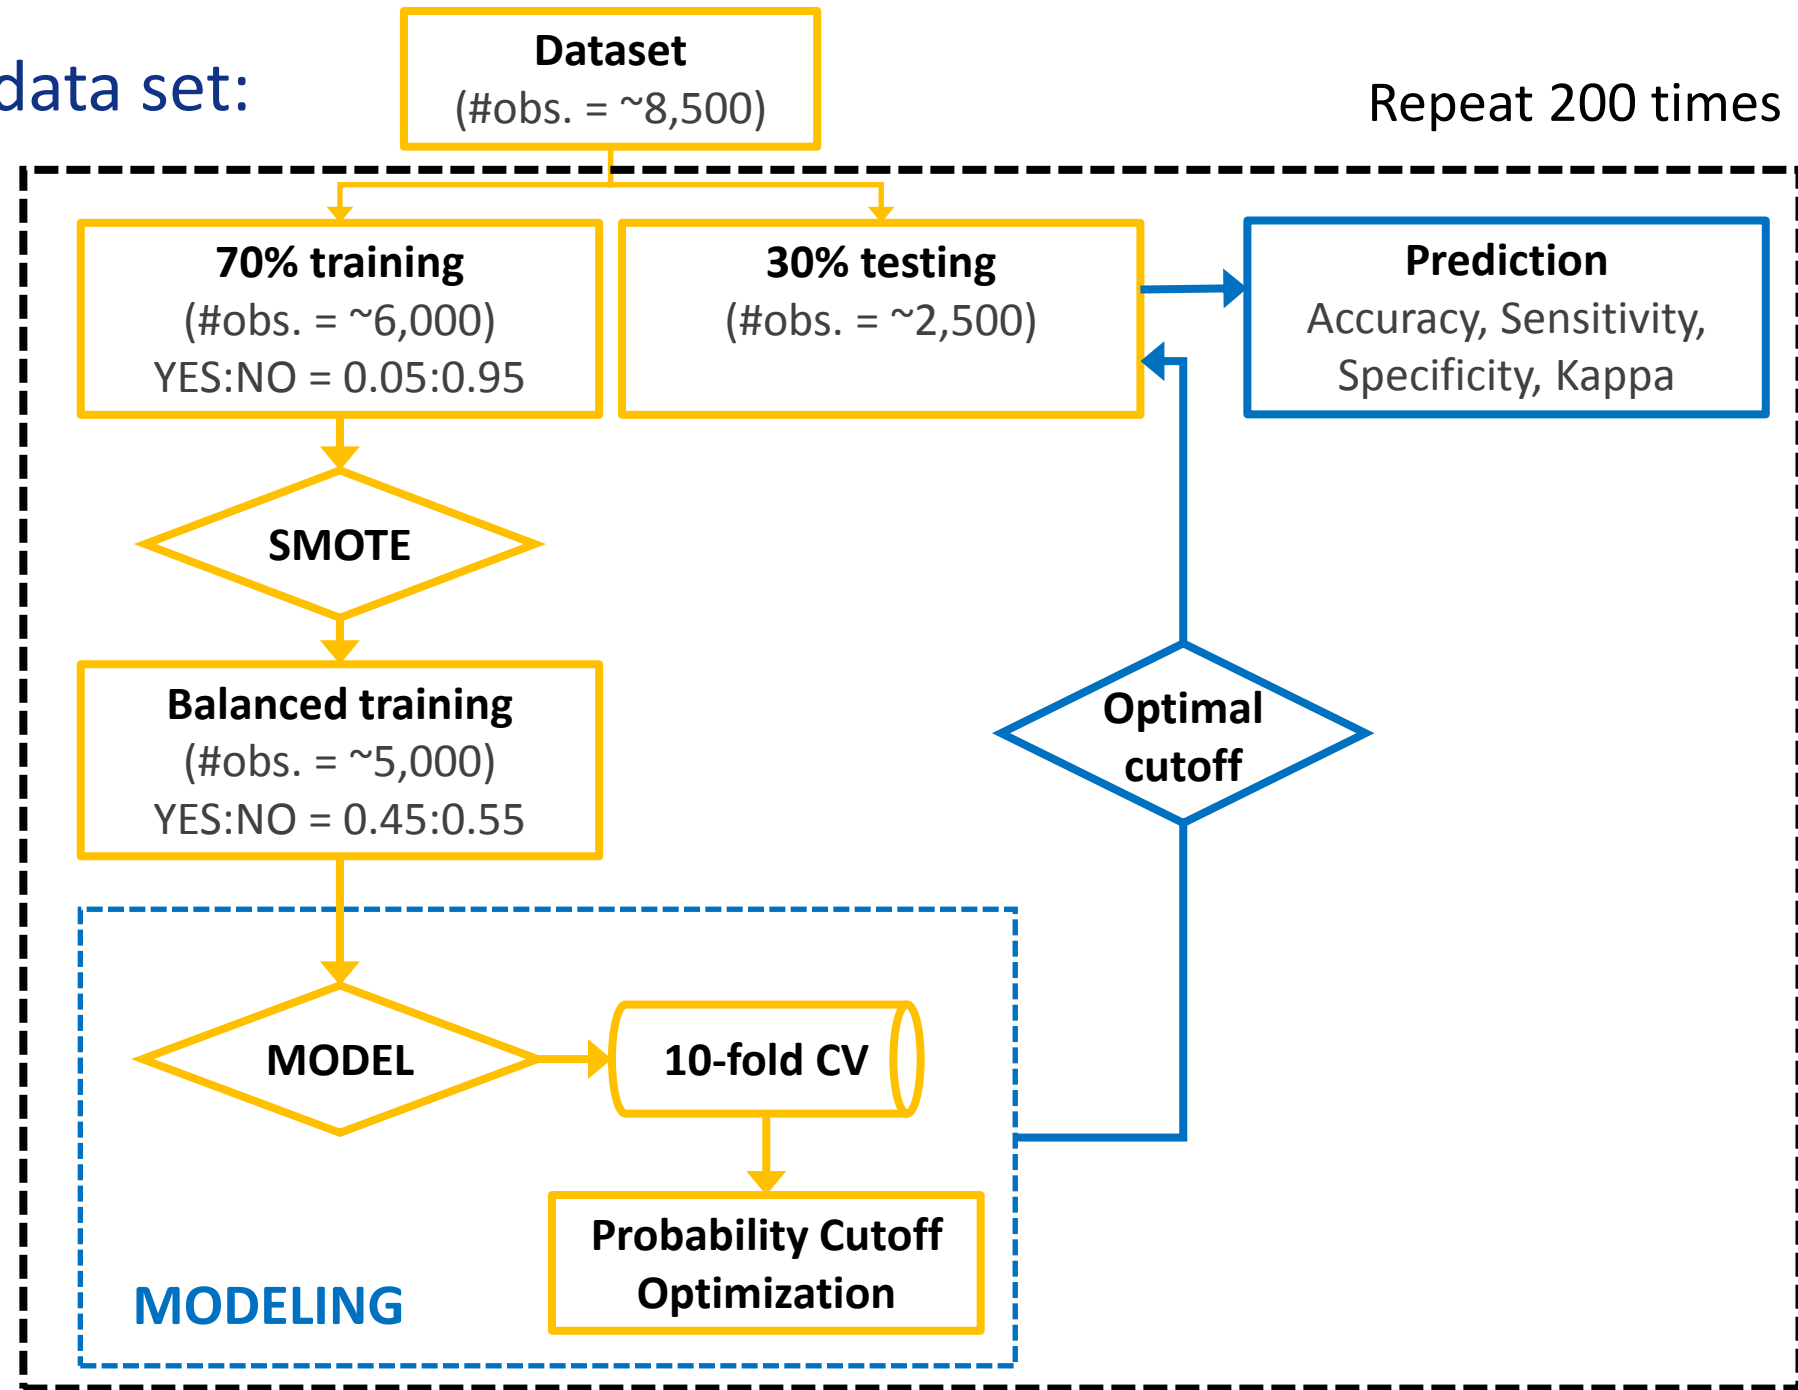 data set:
Dataset
(#obs. = ~8,500)
Repeat 200 times
70% training
(#obs. = ~6,000)
YES:NO = 0.05:0.95
30% testing
(#obs. = ~2,500)
Prediction
Accuracy, Sensitivity,
Specificity, Kappa
SMOTE
Balanced training
(#obs. = ~5,000)
YES:NO = 0.45:0.55
Optimal
cutoff
MODEL
10-fold CV
Probability Cutoff
Optimization
MODELING